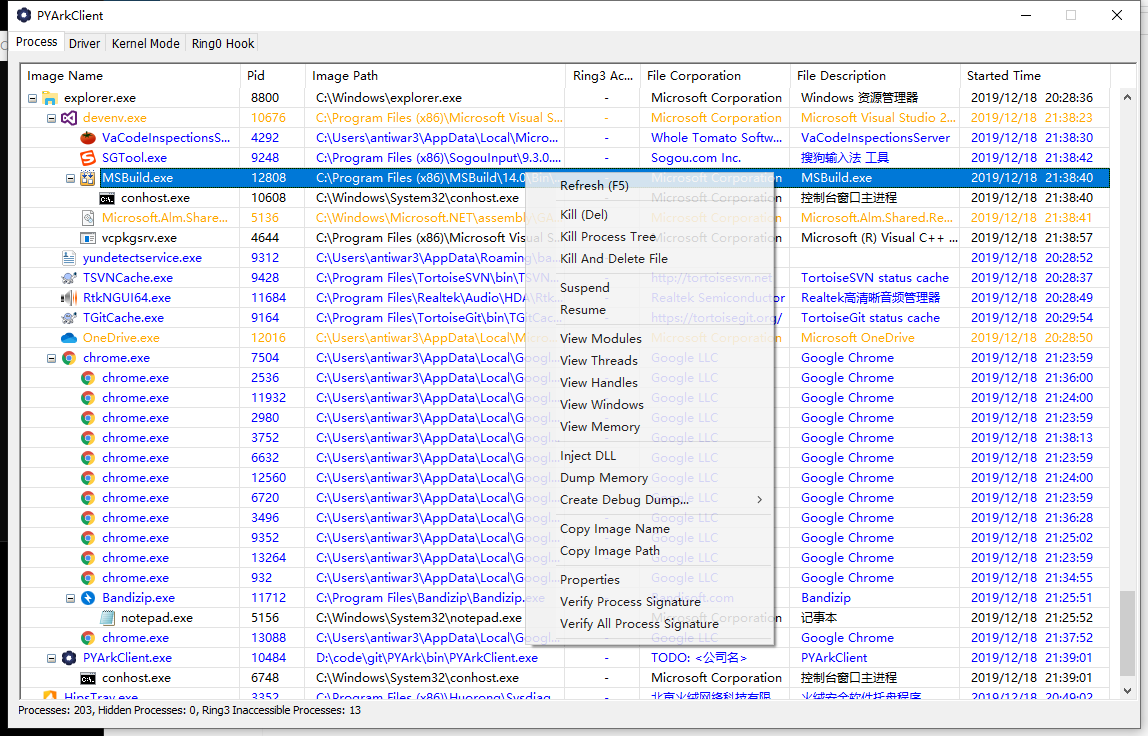 PYArkClient
Process Driver Kernel Mode Ring0 Hook
Image Name Pid Image Path Ring3 Ac... File Corporation File Description Started Time
explorer.exe 8800 C:\Windows\explorer.exe - Microsoft Corporation Windows 资源管理器 2019/12/18 20:28:36
devenv.exe 10676 C:\Program Files (x86)\Microsoft Visual S... - Microsoft Corporation Microsoft Visual Studio 2... 2019/12/18 21:38:23
VaCodeInspectionsS... 4292 C:\Users\antiwar3\AppData\Local\Micro... - Whole Tomato Softw... VaCodeInspectionsServer 2019/12/18 21:38:30
SGTool.exe 9248 C:\Program Files (x86)\SogouInput\9.3.0.... - Sogou.com Inc. 搜狗输入法 工具 2019/12/18 21:38:42
MSBuild.exe 12808 C:\Program Files (x86)\MSBuild\14.0\Bin\ Microsoft Corporation MSBuild.exe 2019/12/18 21:38:40
conhost.exe 10608 C:\Windows\System32\conhost.exe Microsoft Corporation 控制台窗口主进程 2019/12/18 21:38:40
Microsoft.Alm.Share... 5136 C:\Windows\Microsoft.NET\assembly\GA Microsoft Corporation Microsoft.Alm.Shared.Re... 2019/12/18 21:38:41
vcpkgsrv.exe 4644 C:\Program Files (x86)\Microsoft Visual S... Microsoft Corporation Microsoft (R) Visual C++ ... 2019/12/18 21:38:57
yundetectservice.exe 9312 C:\Users\antiwar3\AppData\Roaming\ba... 2019/12/18 20:28:52
TSVNCache.exe 9428 C:\Program Files\TortoiseSVN\bin\TSVN... http://tortoisesvn.net TortoiseSVN status cache 2019/12/18 20:28:37
RtkNGUI64.exe 11684 C:\Program Files\Realtek\Audio\HDA\Rtk... Realtek Semiconductor Realtek高清晰音频管理器 2019/12/18 20:28:49
TGitCache.exe 9164 C:\Program Files\TortoiseGit\bin\TGitCac... https://tortoisegit.org/ TortoiseGit status cache 2019/12/18 20:29:54
OneDrive.exe 12016 C:\Users\antiwar3\AppData\Local\Micro... Microsoft Corporation Microsoft OneDrive 2019/12/18 20:28:50
chrome.exe 7504 C:\Users\antiwar3\AppData\Local\Goog... Google LLC Google Chrome 2019/12/18 21:23:59
chrome.exe 2536 C:\Users\antiwar3\AppData\Local\Goog... Google LLC Google Chrome 2019/12/18 21:36:00
chrome.exe 11932 C:\Users\antiwar3\AppData\Local\Goog... Google LLC Google Chrome 2019/12/18 21:24:00
chrome.exe 2980 C:\Users\antiwar3\AppData\Local\Goog... Google LLC Google Chrome 2019/12/18 21:23:59
chrome.exe 3752 C:\Users\antiwar3\AppData\Local\Goog... Google LLC Google Chrome 2019/12/18 21:38:13
chrome.exe 6632 C:\Users\antiwar3\AppData\Local\Goog... Google LLC Google Chrome 2019/12/18 21:23:59
chrome.exe 12560 C:\Users\antiwar3\AppData\Local\Goog... Google LLC Google Chrome 2019/12/18 21:24:00
chrome.exe 6720 C:\Users\antiwar3\AppData\Local\Goog... LLC Google Chrome 2019/12/18 21:23:59
chrome.exe 3496 C:\Users\antiwar3\AppData\Local\Goog... Google LLC Google Chrome 2019/12/18 21:36:28
chrome.exe 9352 C:\Users\antiwar3\AppData\Local\Goog... Google LLC Google Chrome 2019/12/18 21:25:02
chrome.exe 13264 C:\Users\antiwar3\AppData\Local\Goog... Google LLC Google Chrome 2019/12/18 21:23:59
chrome.exe 932 C:\Users\antiwar3\AppData\Local\Goog... Google LLC Google Chrome 2019/12/18 21:34:55
Bandizip.exe 11712 C:\Program Files\Bandizip\Bandizip.exe Bandisoft.com Bandizip 2019/12/18 21:25:51
notepad.exe 5156 C:\Windows\System32\notepad.exe Microsoft Corporation 记事本 2019/12/18 21:25:52
chrome.exe 13088 C:\Users\antiwar3\AppData\Local\Goog... Google LLC Google Chrome 2019/12/18 21:37:52
PYArkClient.exe 10484 D:\code\git\PYArk\bin\PYArkClient.exe - TODO: <公司名> PYArkClient 2019/12/18 21:39:01
conhost.exe 6748 C:\Windows\System32\conhost.exe - Microsoft Corporation 控制台窗口主进程 2019/12/18 21:39:01
HipsTray.exe 3352 C:\Program Files (x86)\Huorong\Sysdiag... - 北京火绒网络科技有限... 火绒安全软件托盘程序 2019/12/18 20:49:02
Refresh (F5)
Kill (Del)
Kill Process Tree
Kill And Delete File
Suspend
Resume
View Modules
View Threads
View Handles
View Windows
View Memory
Inject DLL
Dump Memory
Create Debug Dump...
Copy Image Name
Copy Image Path
Properties
Verify Process Signature
Verify All Process Signature
Processes: 203, Hidden Processes: 0, Ring3 Inaccessible Processes: 13